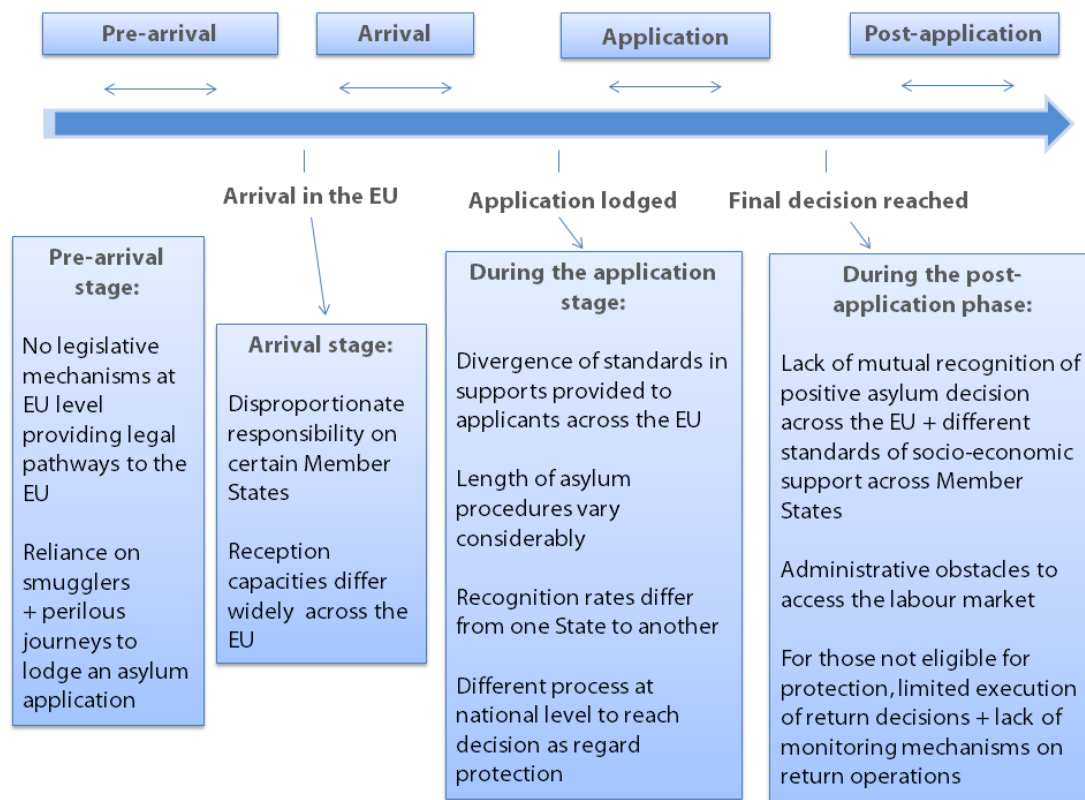 Pre-arrival
Arrival
Application
Post-application
Arrival in the EU
Application lodged
Final decision reached
Pre-arrival
stage:
No legislative
mechanisms at
EU level
providing legal
pathways to the
EU
Reliance on
smugglers
+ perilous
journeys to
lodge an asylum
application
Arrival stage:
Disproportionate
responsibility on
certain Member
States
Reception
capacities differ
widely across the
EU
During the application
stage:
Divergence of standards in
supports provided to
applicants across the EU
Length of asylum
procedures vary
considerably
Recognition rates differ
from one State to another
Different process at
national level to reach
decision as regard
protection
During the post-
application phase:
Lack of mutual recognition of
positive asylum decision
across the EU + different
standards of socio-economic
support across Member
States
Administrative obstacles to
access the labour market
For those not eligible for
protection, limited execution
of return decisions + lack of
monitoring mechanisms on
return operations